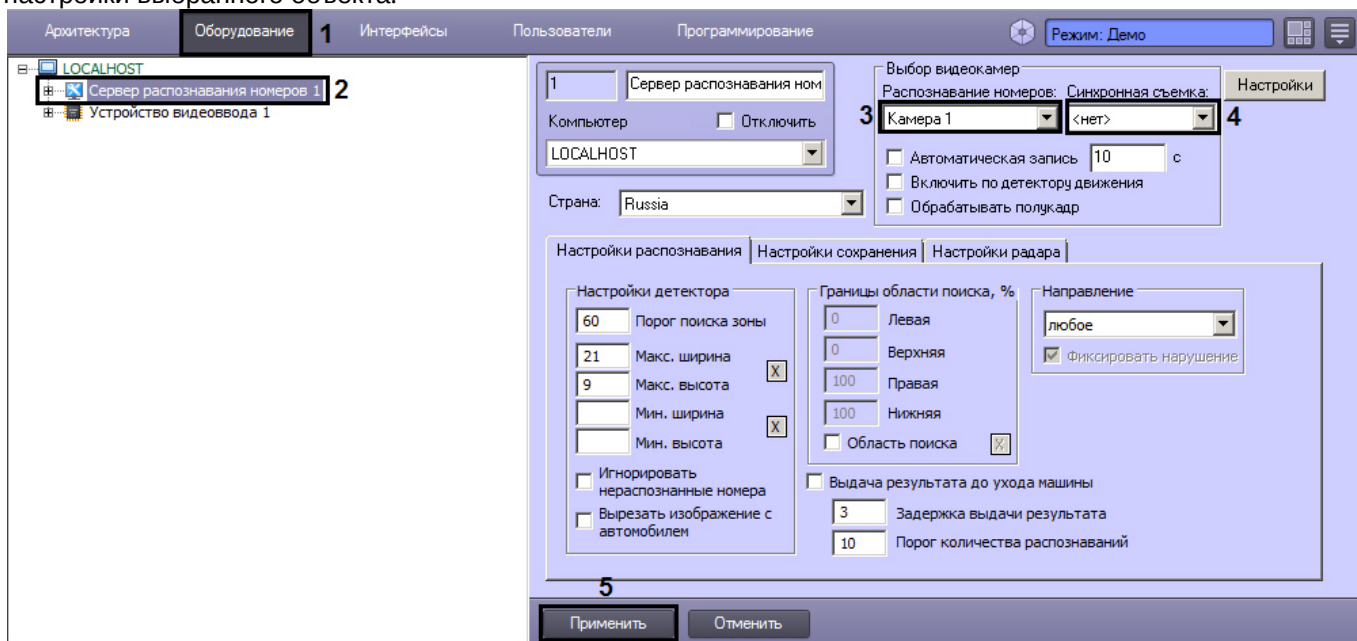 настройки выбранного объекта.
Архитектура Оборудование 1 Интерфейсы Пользователи Программирование Режим: Демо
LOCALHOST
Сервер распознавания номеров 1 2
Устройство видеоввода 1
1 Сервер распознавания ном
Компьютер Отключить
LOCALHOST
Страна: Russia
Выбор видеокамер
Распознавание номеров: Синхронная съемка: Настройки
3 Камера 1 <нет> 4
Автоматическая запись 10 с
Включить по детектору движения
Обрабатывать полукадр
Настройки распознавания Настройки сохранения Настройки радара
Настройки детектора
60 Порог поиска зоны
21 Макс. ширина
X
9 Макс. высота
Мин. ширина
X
Мин. высота
Игнорировать
нераспознанные номера
Вырезать изображение с
автомобилем
Границы области поиска, %
0 Левая
0 Верхняя
100 Правая
100 Нижняя
Область поиска X
Направление
любое
Фиксировать нарушение
Выдача результата до ухода машины
3 Задержка выдачи результата
10 Порог количества распознаваний
5
Применить Отменить